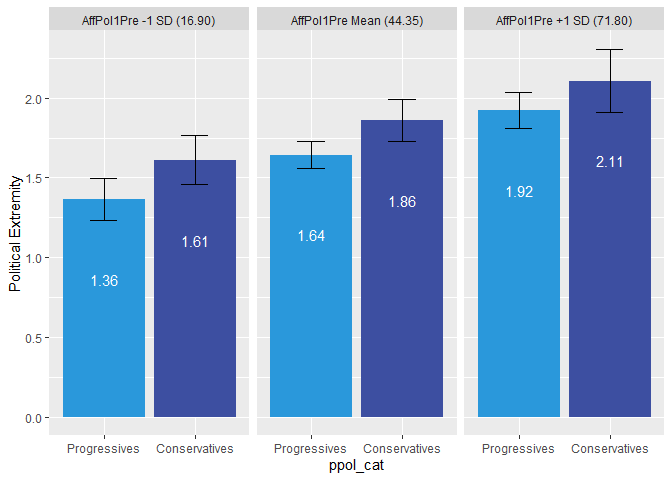 AffPol1Pre -1 SD (16.90)
AffPol1Pre Mean (44.35)
AffPol1Pre +1 SD (71.80)
Political Extremity
2.0
1.5
1.0
0.5
0.0
1.36
1.61
1.64
1.86
1.92
2.11
Progressives
Conservatives
Progressives
Conservatives
Progressives
Conservatives
ppol_cat